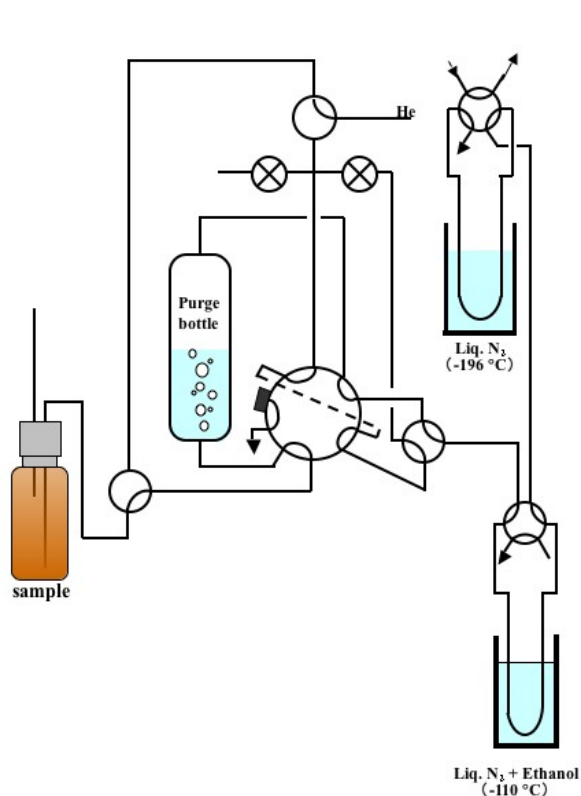 He
Purge
bottle
Liq. N₂
(-196 °C)
sample
Liq. N₂ + Ethanol
(-110 °C)